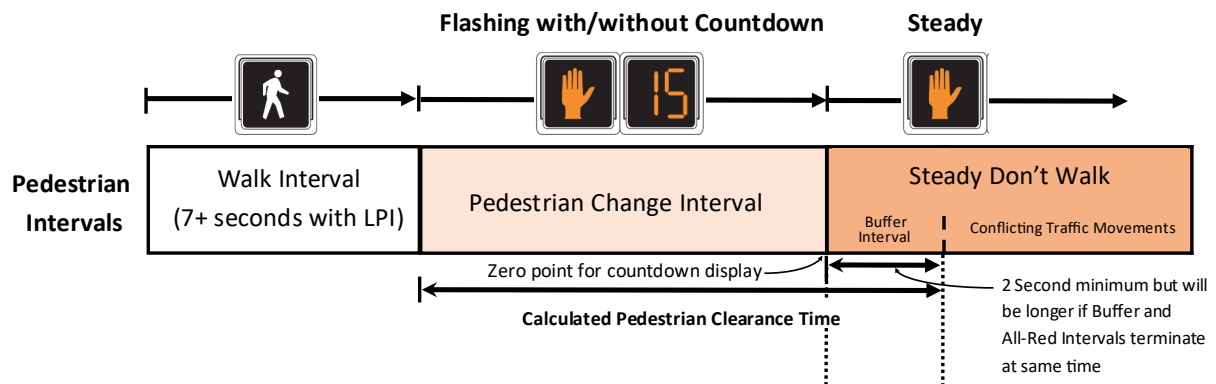 Flashing with/without Countdown
Steady
15
Pedestrian
Intervals
Walk Interval
(7+ seconds with LPI)
Pedestrian Change Interval
Steady Don’t Walk
Buffer
Interval
Conflicting Traffic Movements
Zero point for countdown display
Calculated Pedestrian Clearance Time
2 Second minimum but will
be longer if Buffer and
All-Red Intervals terminate
at same time